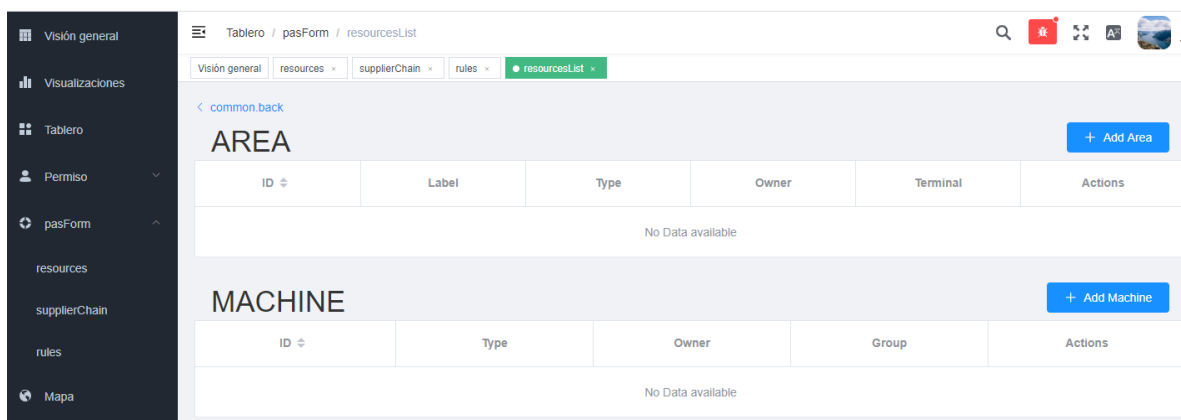 Visión general
Visualizaciones
Tablero
Permiso
pasForm
resources
supplierChain
rules
Mapa
Tablero / pasForm / resourcesList
Visión general resources × supplierChain × rules × resourcesList ×
< common.back
AREA
+ Add Area
ID Label Type Owner Terminal Actions
No Data available
MACHINE
+ Add Machine
ID Type Owner Group Actions
No Data available